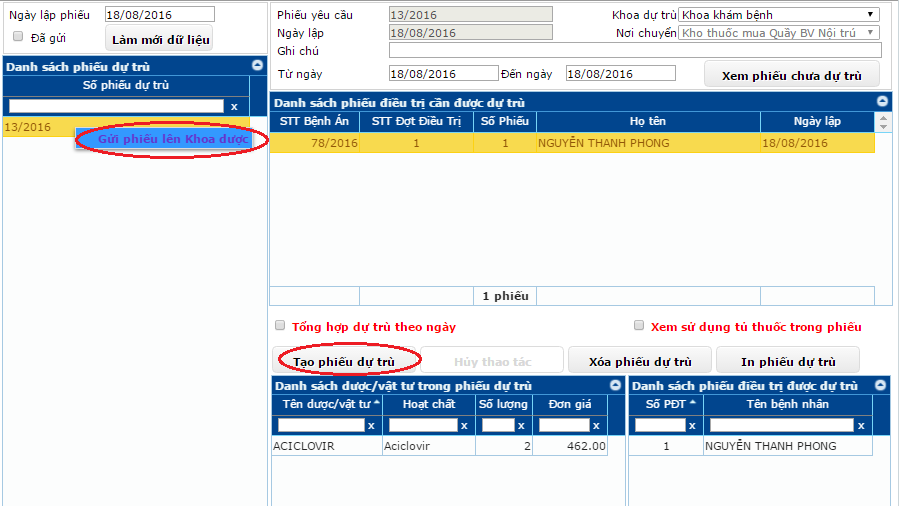 Ngày lập phiếu 18/08/2016
Đã gửi Làm mới dữ liệu
Danh sách phiếu dự trù
Số phiếu dự trù
x
13/2016
Gửi phiếu lên Khoa dược
Phiếu yêu cầu 13/2016 Khoa dự trù Khoa khám bệnh
Ngày lập 18/08/2016 Nơi chuyển Kho thuốc mua Quầy BV Nội trú
Ghi chú
Từ ngày 18/08/2016 Đến ngày 18/08/2016 Xem phiếu chưa dự trù
Danh sách phiếu điều trị cần được dự trù
STT Bệnh Án STT Đợt Điều Trị Số Phiếu Họ tên Ngày lập
78/2016 1 1 NGUYỄN THANH PHONG 18/08/2016
1 phiếu
Tổng hợp dự trù theo ngày Xem sử dụng tủ thuốc trong phiếu
Tạo phiếu dự trù Hủy thao tác Xóa phiếu dự trù In phiếu dự trù
Danh sách dược/vật tư trong phiếu dự trù
Tên dược/vật tư Hoạt chất Số lượng Đơn giá
x x x x
ACICLOVIR Aciclovir 2 462.00
Danh sách phiếu điều trị được dự trù
Số PĐT Tên bệnh nhân
x x
1 NGUYỄN THANH PHONG